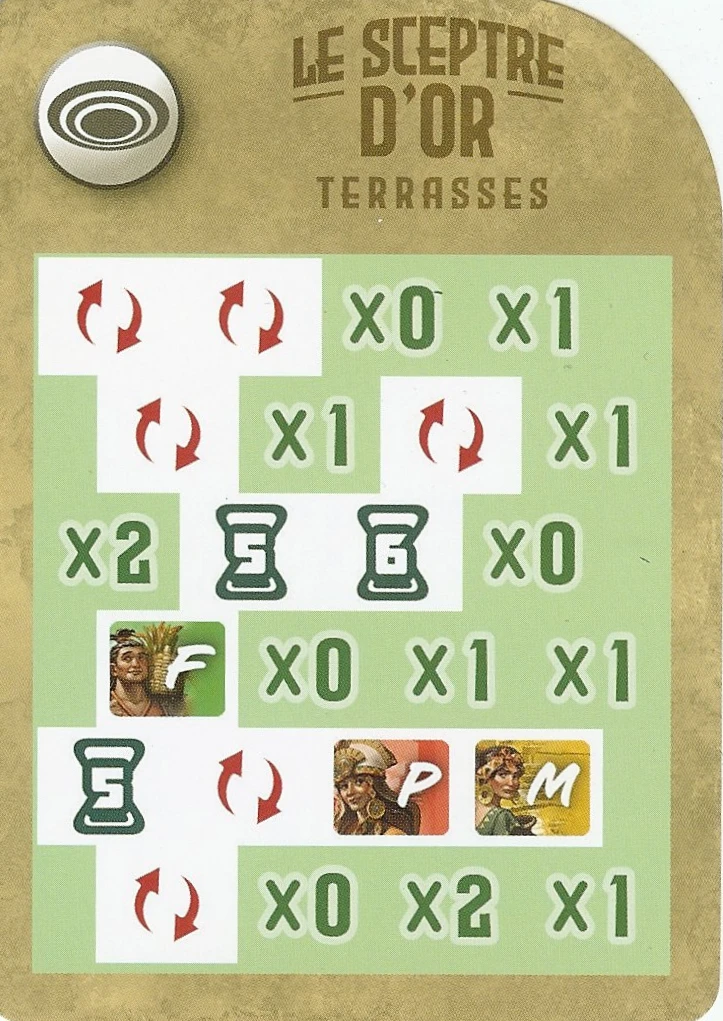 LE SCEPTRE
D'OR
TERRASSES
x0 x1
x1 x1
x2 5 6 x0
F x0 x1 x1
5 P M
x0 x2 x1